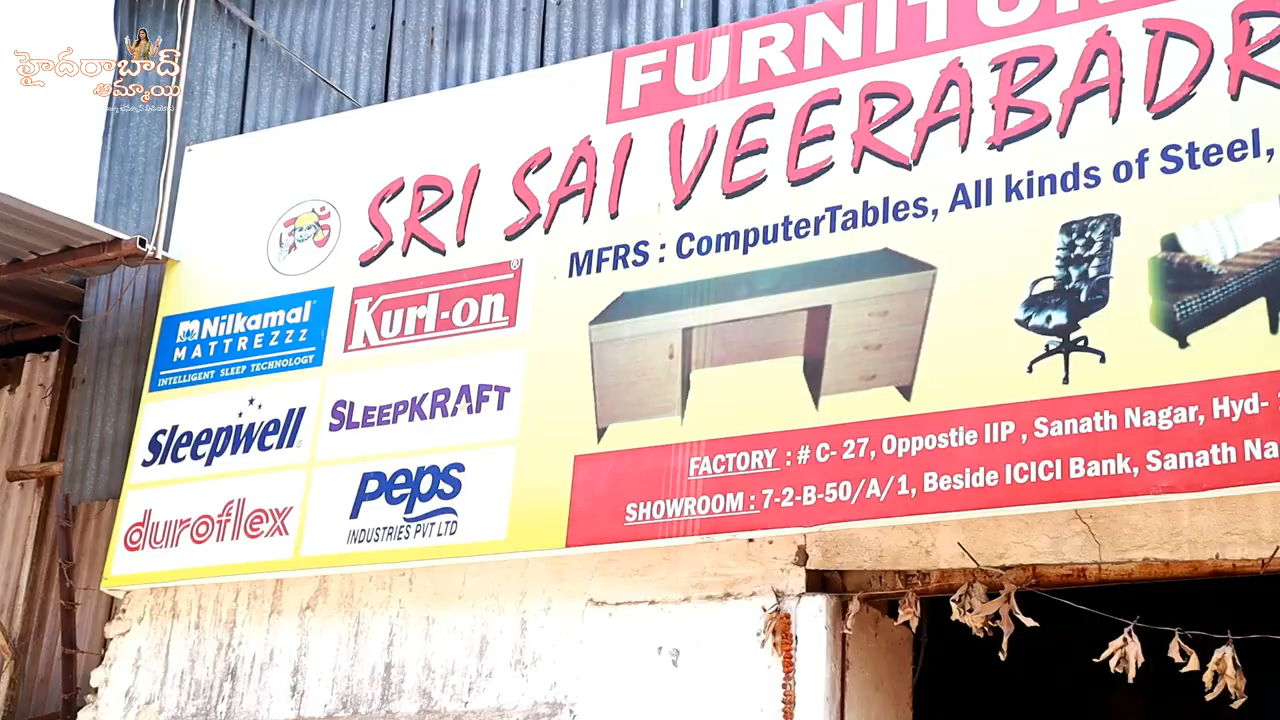 హైదరాబాద్
అమ్మాయి
FURNITU
SRI SAI VEERABADR
MFRS : ComputerTables, All kinds of Steel,
Nilkamal
MATTREZZZ
INTELLIGENT SLEEP TECHNOLOGY
Kurl-on®
Sleepwell
SLEEPKRAFT
duroflex
Peps
INDUSTRIES PVT LTD
FACTORY : # C- 27, Oppostie IIP , Sanath Nagar, Hyd-
SHOWROOM : 7-2-B-50/A/1, Beside ICICI Bank, Sanath Na